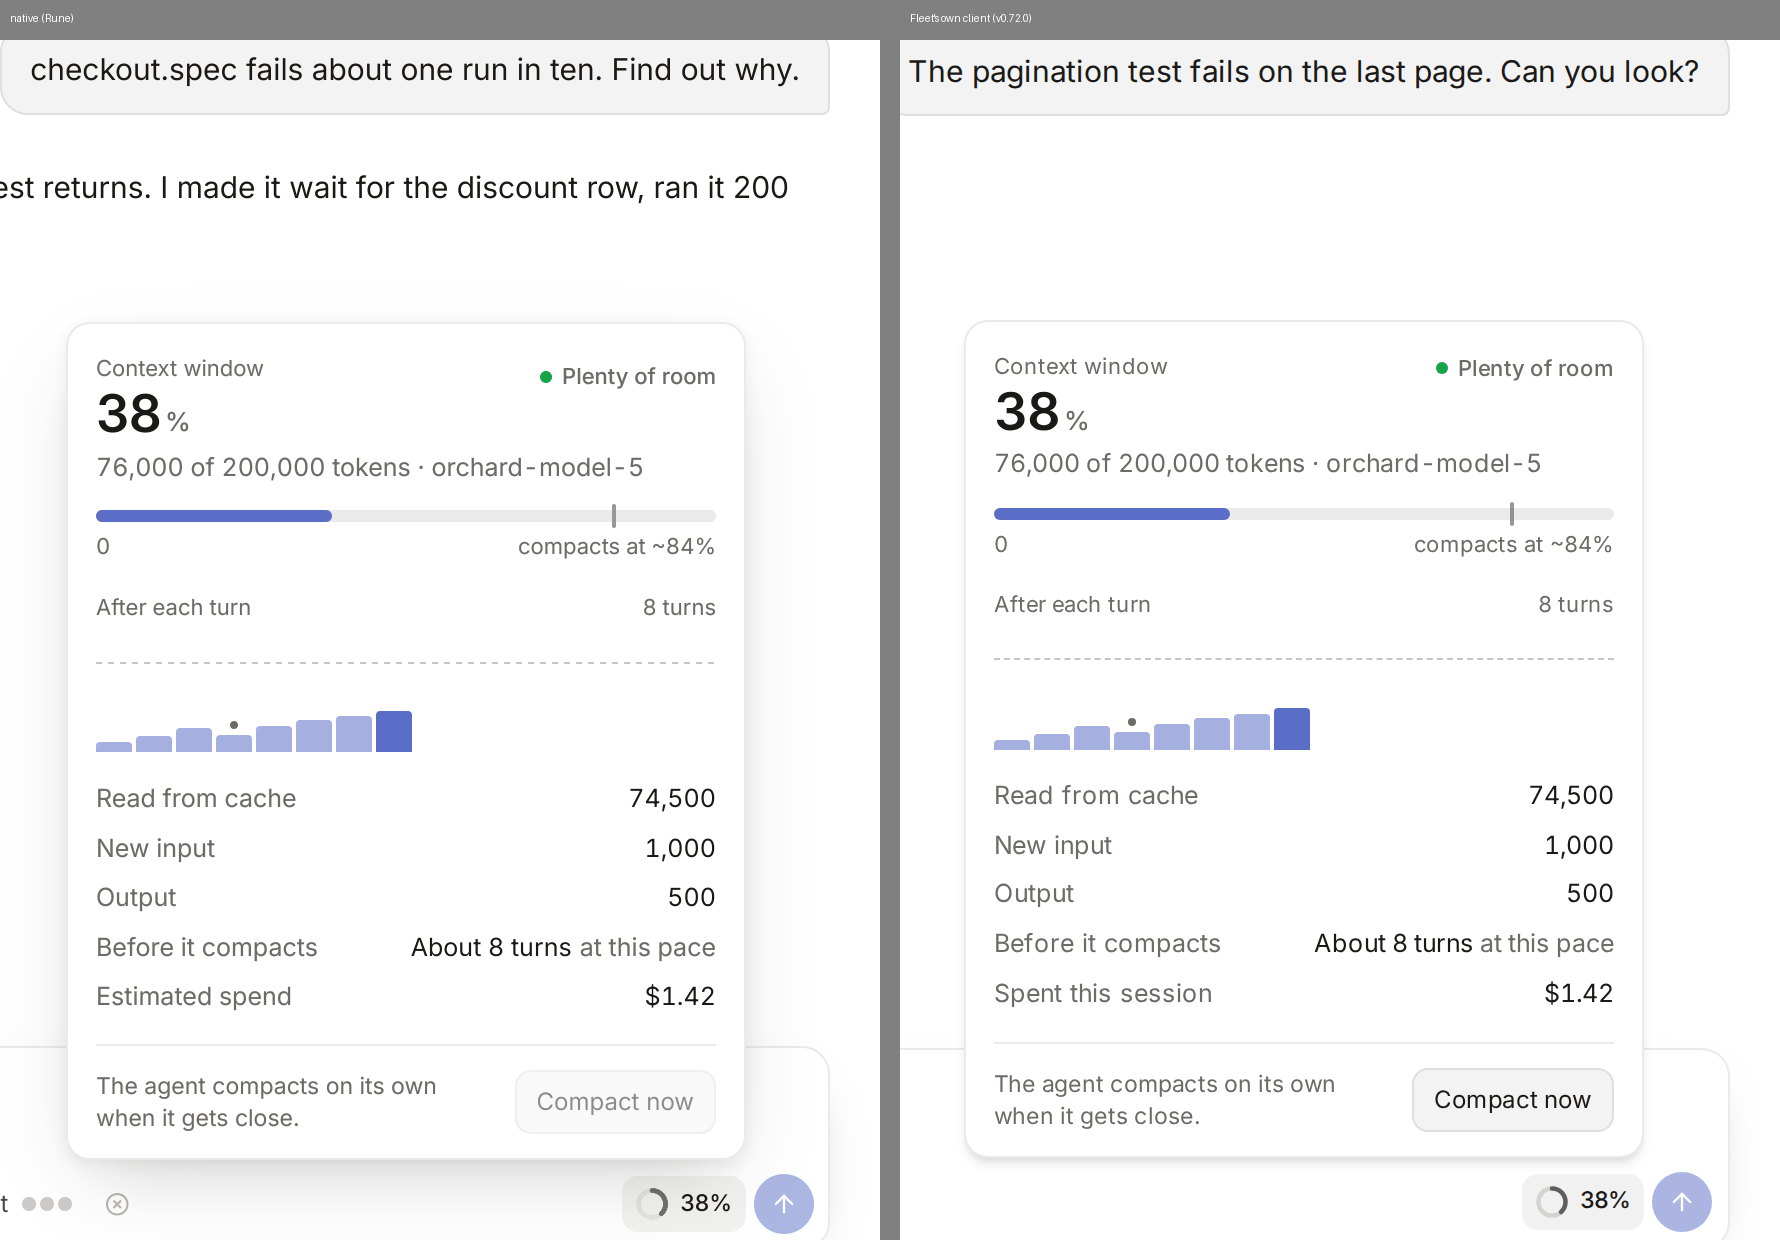 native (Rune)
checkout.spec fails about one run in ten. Find out why.
est returns. I made it wait for the discount row, ran it 200
Context window
Plenty of room
38 %
76,000 of 200,000 tokens · orchard-model-5
0
compacts at ~84%
After each turn
8 turns
Read from cache
74,500
New input
1,000
Output
500
Before it compacts
About 8 turns at this pace
Estimated spend
$1.42
The agent compacts on its own
when it gets close.
Compact now
t
38%
Fleet's own client (v0.72.0)
The pagination test fails on the last page. Can you look?
Context window
Plenty of room
38 %
76,000 of 200,000 tokens · orchard-model-5
0
compacts at ~84%
After each turn
8 turns
Read from cache
74,500
New input
1,000
Output
500
Before it compacts
About 8 turns at this pace
Spent this session
$1.42
The agent compacts on its own
when it gets close.
Compact now
38%